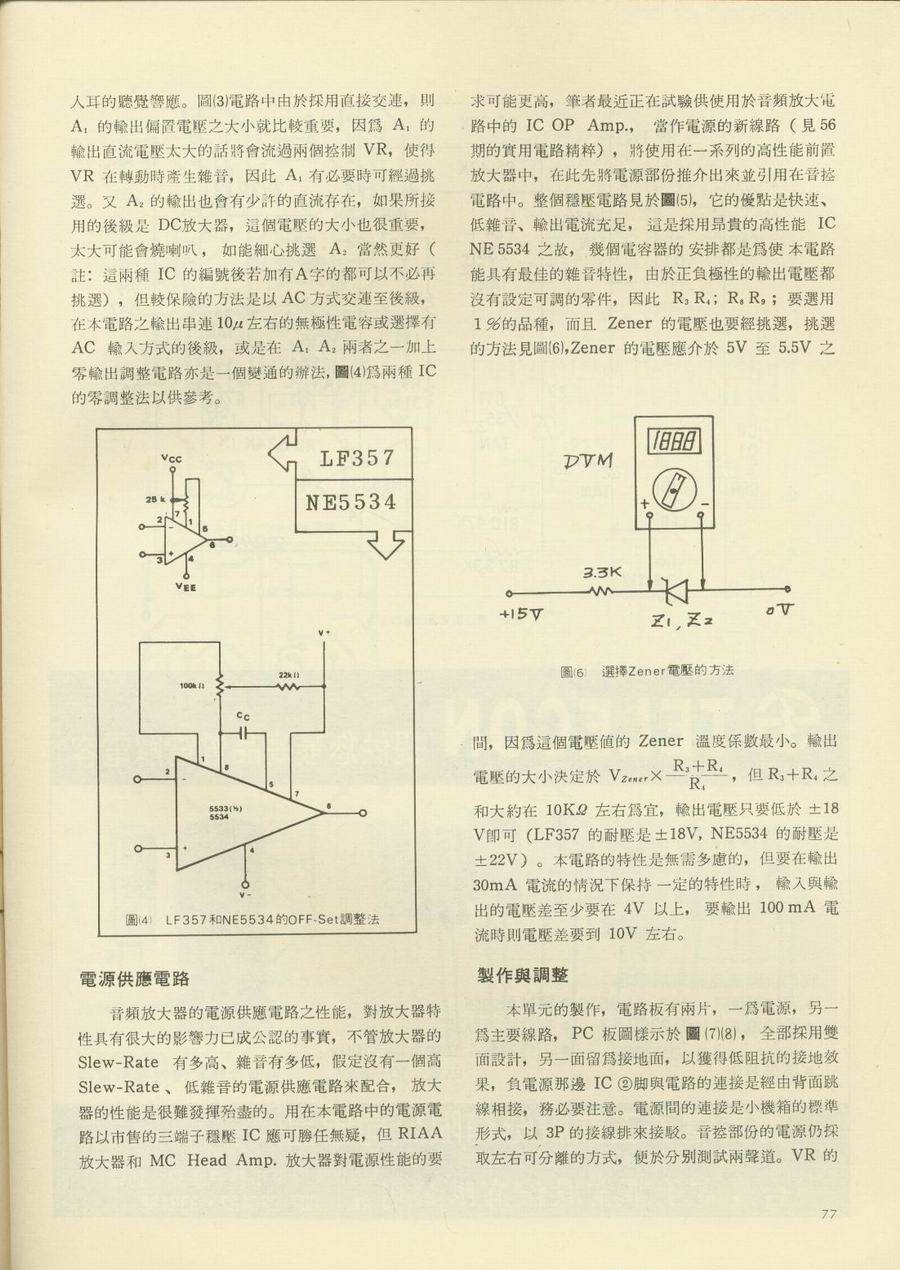 人耳的聽覺響應。圖(3)電路中由於採用直接交連，則
A₁ 的輸出偏置電壓之大小就比較重要，因爲 A₁ 的
輸出直流電壓太大的話將會流過兩個控制 VR，使得
VR 在轉動時產生雜音，因此 A₁ 有必要時可經過挑
選。又 A₂ 的輸出也會有少許的直流存在，如果所接
用的後級是 DC放大器，這個電壓的大小也很重要，
太大可能會燒喇叭，如能細心挑選 A₂ 當然更好（
註：這兩種 IC 的編號後若加有A字的都可以不必再
挑選），但較保險的方法是以 AC 方式交連至後級，
在本電路之輸出串連 10μ 左右的無極性電容或選擇有
AC 輸入方式的後級，或是在 A₁ A₂ 兩者之一加上
零輸出調整電路亦是一個變通的辦法，圖(4)爲兩種 IC
的零調整法以供參考。
LF357
NE5534
VCC
25 k
2
7
1
5
6
3
4
−
+
VEE
V+
100kΩ
22kΩ
CC
1
8
5
7
2
−
5533(½)
5534
6
3
+
4
V−
圖(4) LF357和NE5534的OFF-Set調整法
電源供應電路
音頻放大器的電源供應電路之性能，對放大器特
性具有很大的影響力已成公認的事實，不管放大器的
Slew-Rate 有多高、雜音有多低，假定沒有一個高
Slew-Rate、低雜音的電源供應電路來配合，放大
器的性能是很難發揮殆盡的。用在本電路中的電源電
路以市售的三端子穩壓 IC 應可勝任無疑，但 RIAA
放大器和 MC Head Amp. 放大器對電源性能的要
求可能更高，筆者最近正在試驗供使用於音頻放大電
路中的 IC OP Amp.，當作電源的新線路（見56
期的實用電路精粹），將使用在一系列的高性能前置
放大器中，在此先將電源部份推介出來並引用在音控
電路中。整個穩壓電路見於圖(5)，它的優點是快速、
低雜音、輸出電流充足，這是採用昂貴的高性能 IC
NE 5534 之故，幾個電容器的安排都是爲使本電路
能具有最佳的雜音特性，由於正負極性的輸出電壓都
沒有設定可調的零件，因此 R₃ R₄；R₈ R₉；要選用
1％的品種，而且 Zener 的電壓也要經挑選，挑選
的方法見圖(6)，Zener 的電壓應介於 5V 至 5.5V 之
1888
DVM
+
−
3.3K
+15V
Z1, Z2
0V
圖(6) 選擇Zener電壓的方法
間，因爲這個電壓値的 Zener 溫度係數最小。輸出
電壓的大小決定於 VZener× (R₃+R₄)/R₄，但 R₃+R₄ 之
和大約在 10KΩ 左右爲宜，輸出電壓只要低於 ±18
V卽可（LF357 的耐壓是±18V, NE5534 的耐壓是
±22V）。本電路的特性是無需多慮的，但要在輸出
30mA 電流的情況下保持一定的特性時，輸入與輸
出的電壓差至少要在 4V 以上，要輸出 100 mA 電
流時則電壓差要到 10V 左右。
製作與調整
本單元的製作，電路板有兩片，一爲電源，另一
爲主要線路，PC 板圖樣示於圖(7)(8)，全部採用雙
面設計，另一面留爲接地面，以獲得低阻抗的接地效
果，負電源那邊 IC ②脚與電路的連接是經由背面跳
線相接，務必要注意。電源間的連接是小機箱的標準
形式，以 3P 的接線排來接駁。音控部份的電源仍採
取左右可分離的方式，便於分别測試兩聲道。VR 的
77